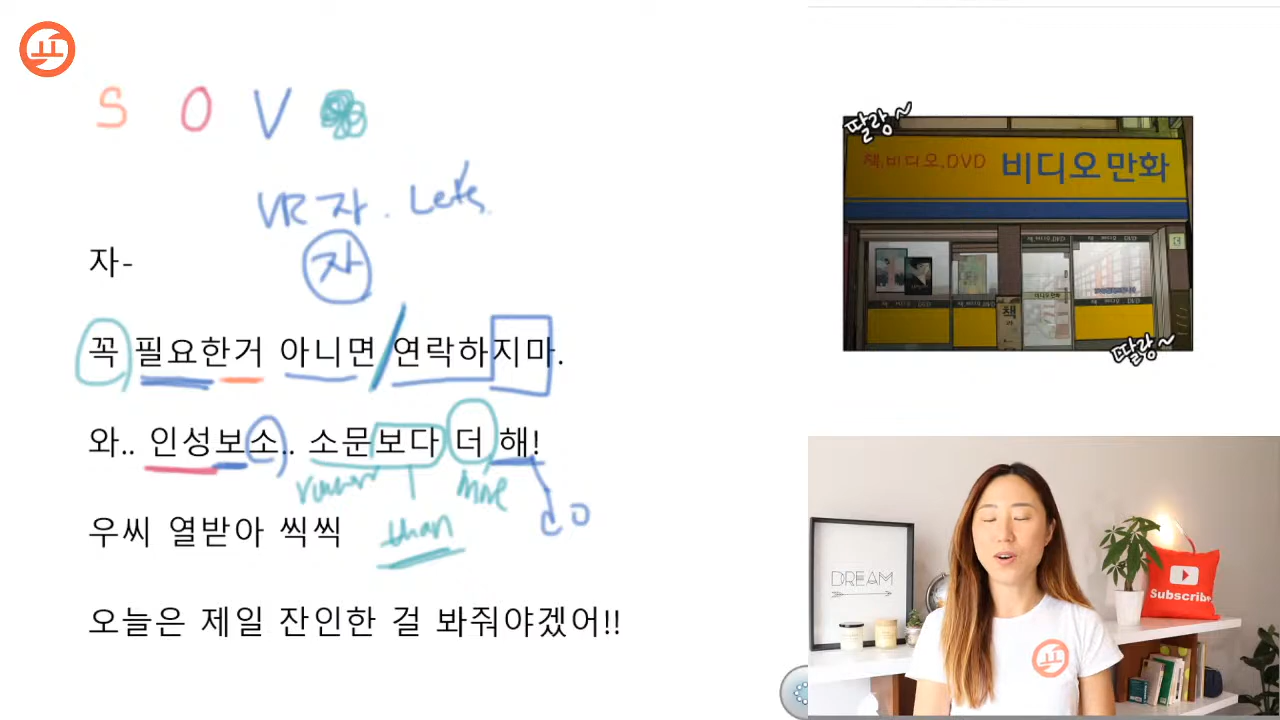 S O V
VR 자. Let's.
자-
자
꼭 필요한거 아니면 / 연락하지마.
와.. 인성보소.. 소문보다 더 해!
rumor
more
than
do
우씨 열받아 씩씩
오늘은 제일 잔인한 걸 봐줘야겠어!!
딸랑~
책,비디오,DVD
비디오만화
책
딸랑~
DREAM
Subscribe